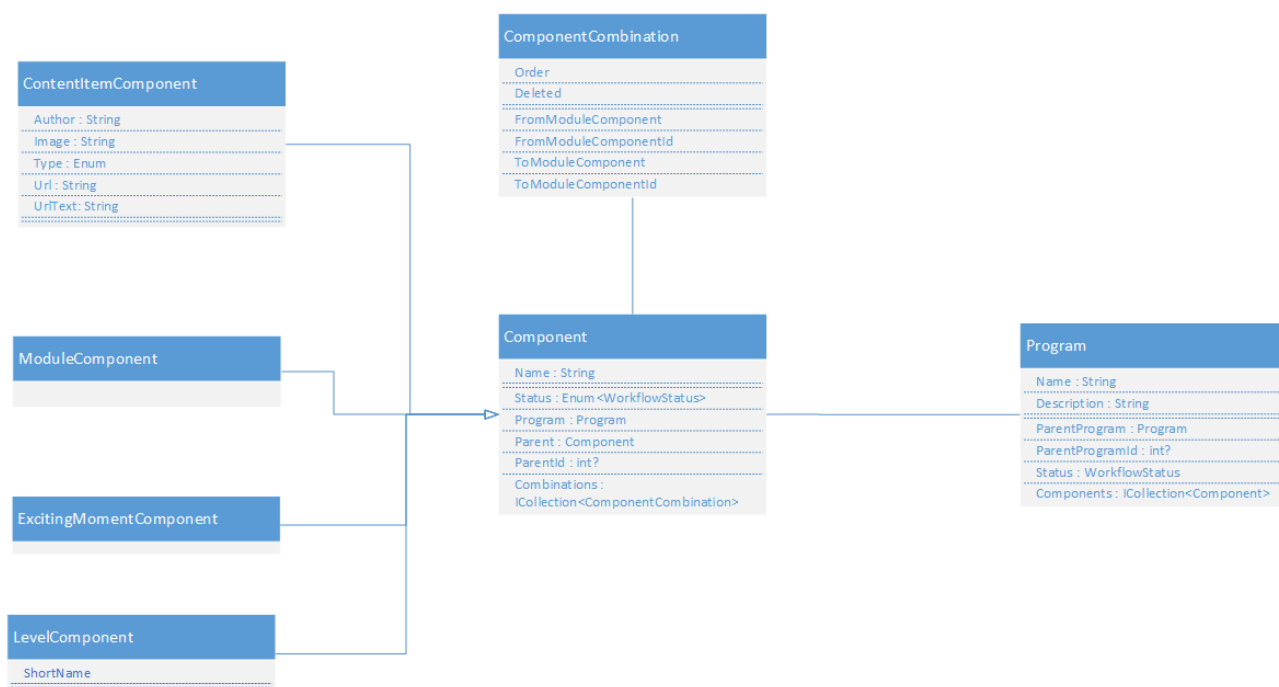 ComponentCombination
Order
Deleted
FromModuleComponent
FromModuleComponentId
ToModuleComponent
ToModuleComponentId
ContentItemComponent
Author : String
Image : String
Type : Enum
Url : String
UrlText: String
ModuleComponent
ExcitingMomentComponent
LevelComponent
ShortName
Component
Name : String
Status : Enum<WorkflowStatus>
Program : Program
Parent : Component
ParentId : int?
Combinations :
ICollection<ComponentCombination>
Program
Name : String
Description : String
ParentProgram : Program
ParentProgramId : int?
Status : WorkflowStatus
Components : ICollection<Component>